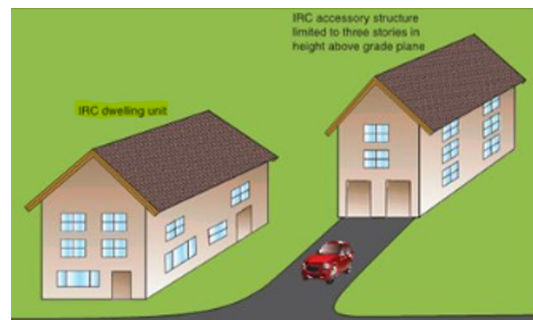 IRC accessory structure
limited to three stories in
height above grade plane
IRC dwelling unit